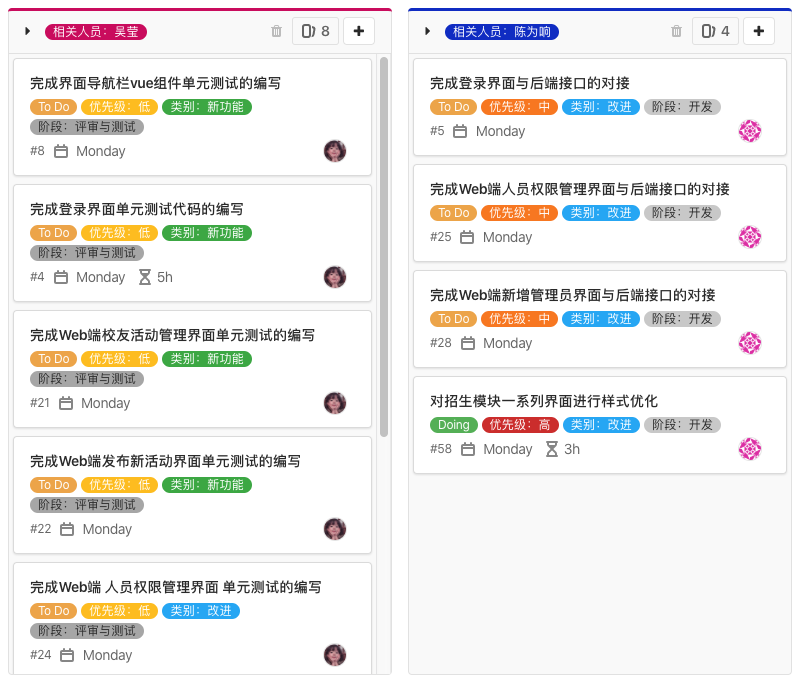 相关人员：吴莹 8
完成界面导航栏vue组件单元测试的编写
To Do 优先级：低 类别：新功能
阶段：评审与测试
#8 Monday
完成登录界面单元测试代码的编写
To Do 优先级：低 类别：新功能
阶段：评审与测试
#4 Monday 5h
完成Web端校友活动管理界面单元测试的编写
To Do 优先级：低 类别：新功能
阶段：评审与测试
#21 Monday
完成Web端发布新活动界面单元测试的编写
To Do 优先级：低 类别：新功能
阶段：评审与测试
#22 Monday
完成Web端 人员权限管理界面 单元测试的编写
To Do 优先级：低 类别：改进
阶段：评审与测试
#24 Monday
相关人员：陈为响 4
完成登录界面与后端接口的对接
To Do 优先级：中 类别：改进 阶段：开发
#5 Monday
完成Web端人员权限管理界面与后端接口的对接
To Do 优先级：中 类别：改进 阶段：开发
#25 Monday
完成Web端新增管理员界面与后端接口的对接
To Do 优先级：中 类别：改进 阶段：开发
#28 Monday
对招生模块一系列界面进行样式优化
Doing 优先级：高 类别：改进 阶段：开发
#58 Monday 3h